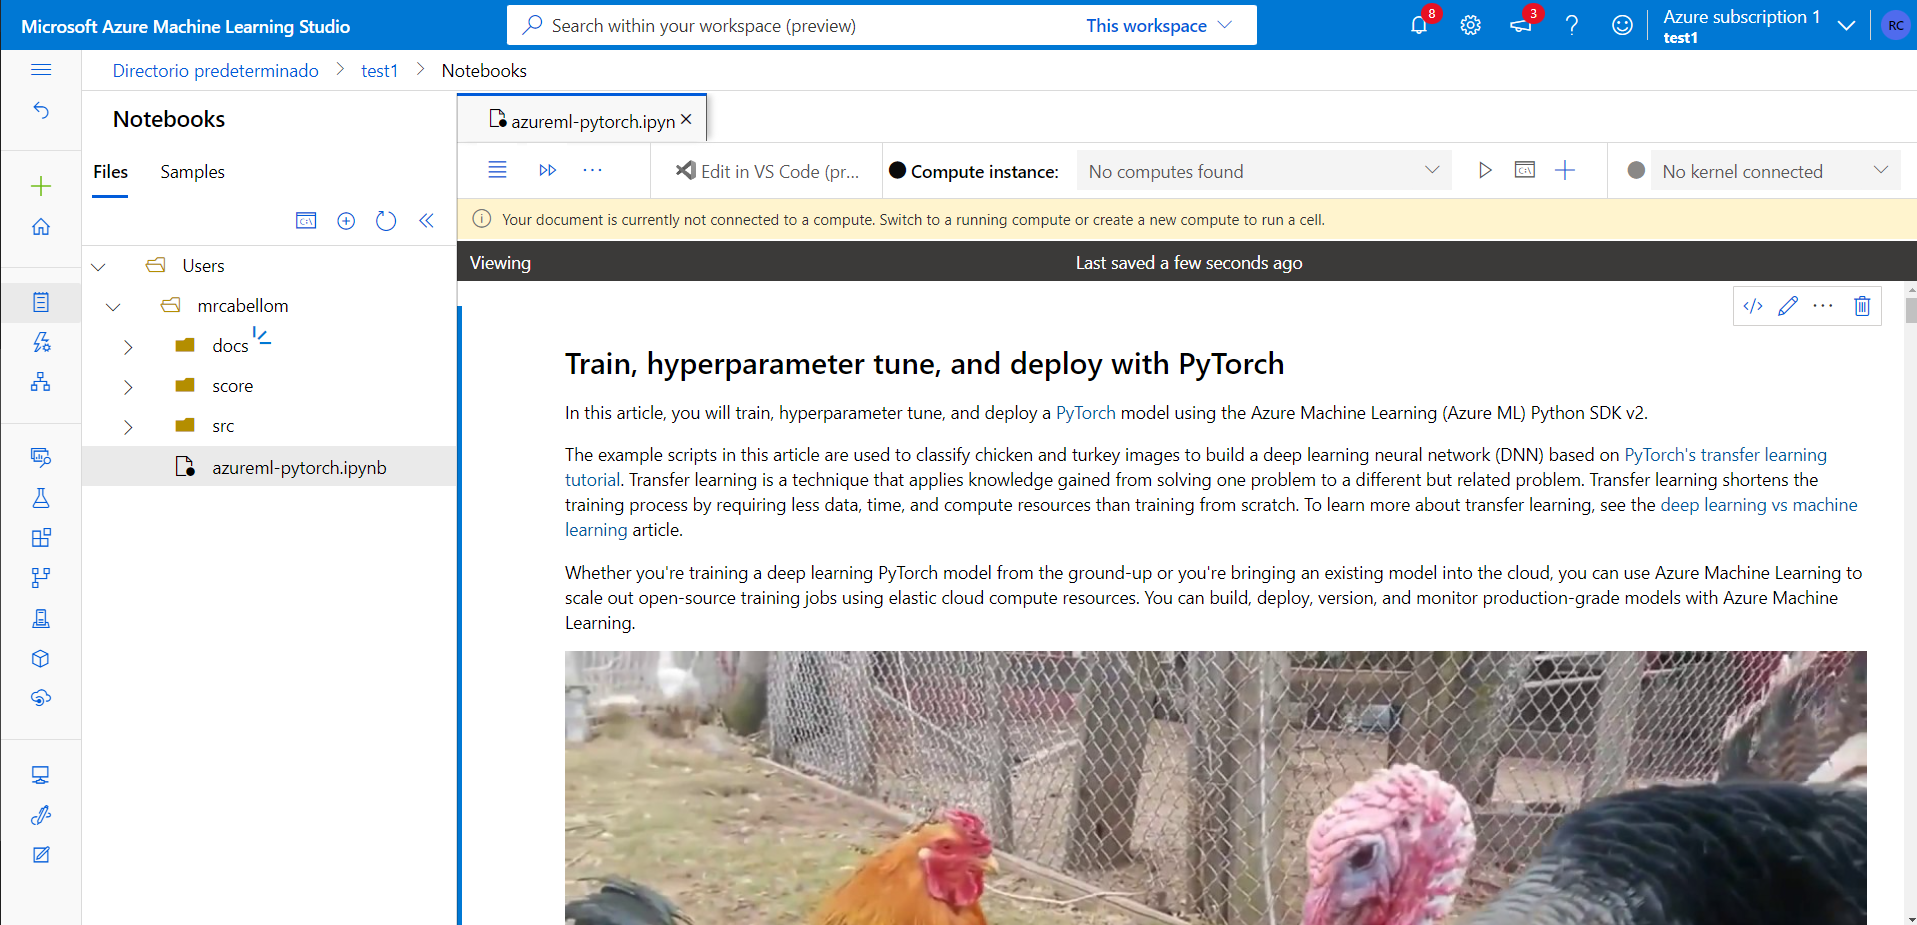 Microsoft Azure Machine Learning Studio
Search within your workspace (preview)
This workspace
8
3
Azure subscription 1
test1
RC
Directorio predeterminado > test1 > Notebooks
Notebooks
azureml-pytorch.ipyn
Files
Samples
Edit in VS Code (pr...
Compute instance:
No computes found
No kernel connected
Your document is currently not connected to a compute. Switch to a running compute or create a new compute to run a cell.
Viewing
Last saved a few seconds ago
Users
mrcabellom
docs
score
src
azureml-pytorch.ipynb
Train, hyperparameter tune, and deploy with PyTorch
In this article, you will train, hyperparameter tune, and deploy a PyTorch model using the Azure Machine Learning (Azure ML) Python SDK v2.
The example scripts in this article are used to classify chicken and turkey images to build a deep learning neural network (DNN) based on PyTorch's transfer learning
tutorial. Transfer learning is a technique that applies knowledge gained from solving one problem to a different but related problem. Transfer learning shortens the
training process by requiring less data, time, and compute resources than training from scratch. To learn more about transfer learning, see the deep learning vs machine
learning article.
Whether you're training a deep learning PyTorch model from the ground-up or you're bringing an existing model into the cloud, you can use Azure Machine Learning to
scale out open-source training jobs using elastic cloud compute resources. You can build, deploy, version, and monitor production-grade models with Azure Machine
Learning.